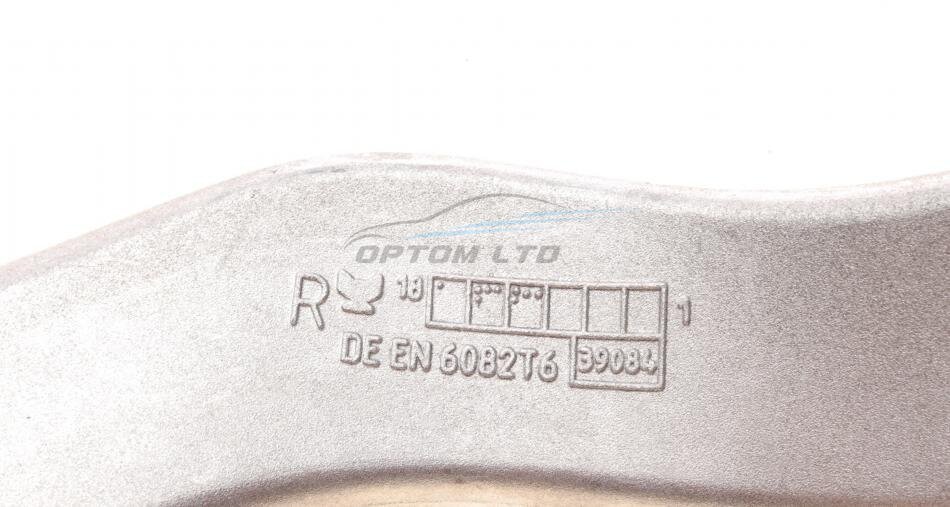 OPTOM LTD
R 18 1
DE EN 6082T6 39084